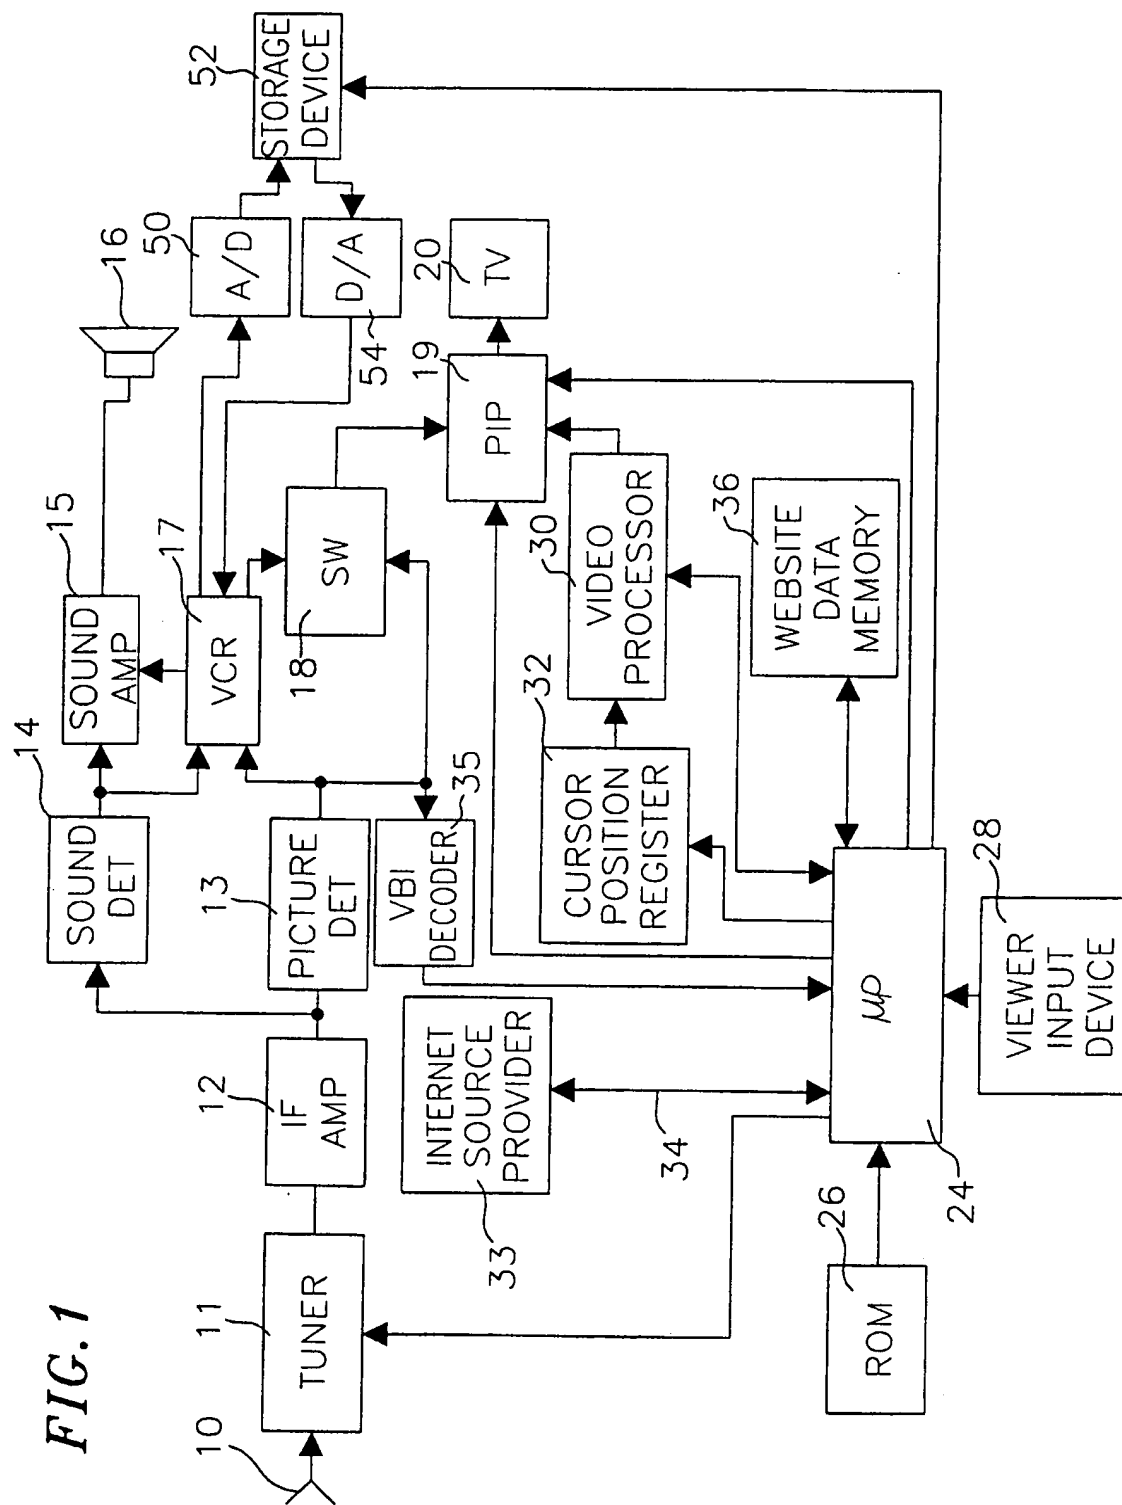 FIG. 1
10
11
TUNER
12
IF
AMP
13
PICTURE
DET
14
SOUND
DET
15
SOUND
AMP
16
17
VCR
18
SW
50
A/D
52
STORAGE
DEVICE
D/A
54
19
PIP
20
TV
VBI
DECODER
35
INTERNET
SOURCE
PROVIDER
33
34
32
CURSOR
POSITION
REGISTER
30
VIDEO
PROCESSOR
36
WEBSITE
DATA
MEMORY
26
ROM
μP
24
28
VIEWER
INPUT
DEVICE